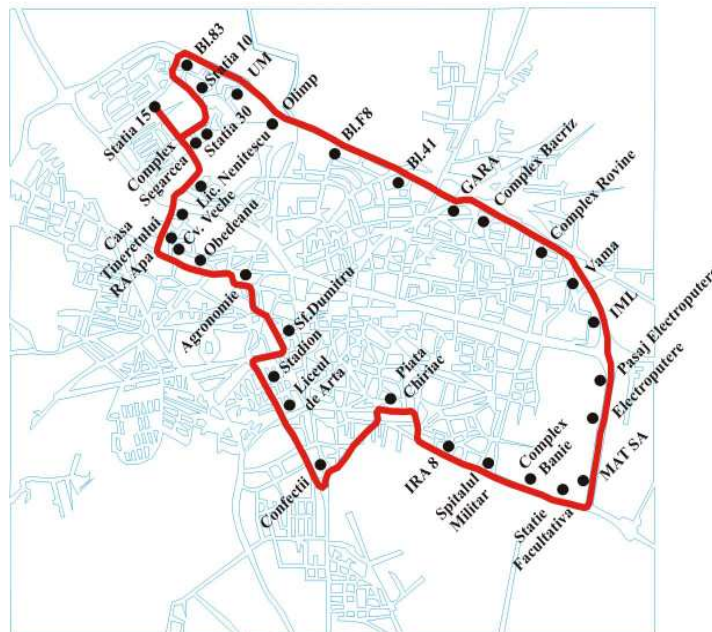 Bl.83
Statia 10
UM
Olimp
Bl.F8
Bl.41
GARA
Complex Bacriz
Complex Rovine
Vama
IML
Pasaj Electroputere
Electroputere
MAT SA
Statie
Facultativa
Complex
Banie
Spitalul
Militar
IRA 8
Piata
Chiriac
Confectii
Liceul
de Arta
Stadion
Sf.Dumitru
Agronomie
Obedeanu
Cv. Veche
RA Apa
Casa
Tineretului
Lic. Nenitescu
Statia 30
Complex
Segarcea
Statia 15